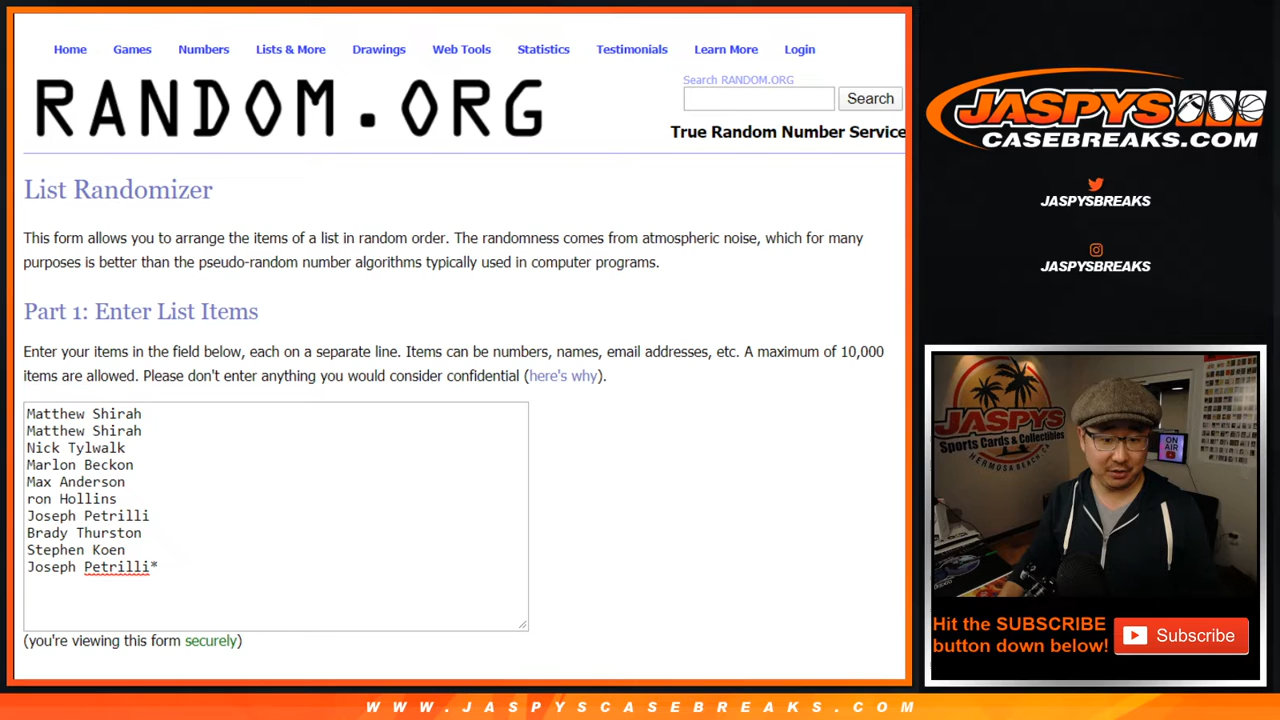 Home Games Numbers Lists & More Drawings Web Tools Statistics Testimonials Learn More Login
RANDOM.ORG
Search RANDOM.ORG
Search
True Random Number Service
List Randomizer
This form allows you to arrange the items of a list in random order. The randomness comes from atmospheric noise, which for many
purposes is better than the pseudo-random number algorithms typically used in computer programs.
Part 1: Enter List Items
Enter your items in the field below, each on a separate line. Items can be numbers, names, email addresses, etc. A maximum of 10,000
items are allowed. Please don't enter anything you would consider confidential (here's why).
Matthew Shirah
Matthew Shirah
Nick Tylwalk
Marlon Beckon
Max Anderson
ron Hollins
Joseph Petrilli
Brady Thurston
Stephen Koen
Joseph Petrilli*
(you're viewing this form securely)
JASPYS
CASEBREAKS.COM
JASPYSBREAKS
JASPYSBREAKS
JASPYS
Sports Cards & Collectibles
HERMOSA BEACH, CA
ON
AIR
Hit the SUBSCRIBE
button down below!
Subscribe
WWW.JASPYSCASEBREAKS.COM